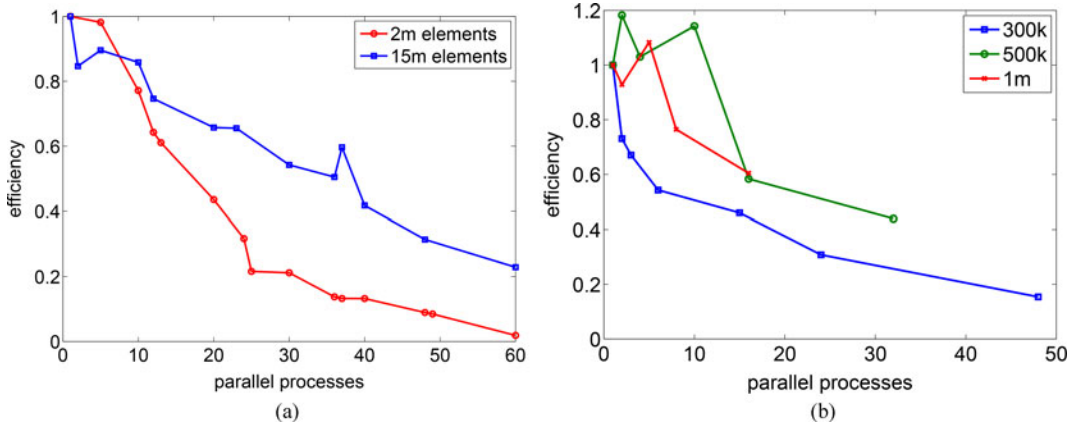 1
0.8
0.6
0.4
0.2
0
efficiency
0 10 20 30 40 50 60
parallel processes
2m elements
15m elements
(a)
1.2
1
0.8
0.6
0.4
0.2
0
efficiency
0 10 20 30 40 50
parallel processes
300k
500k
1m
(b)